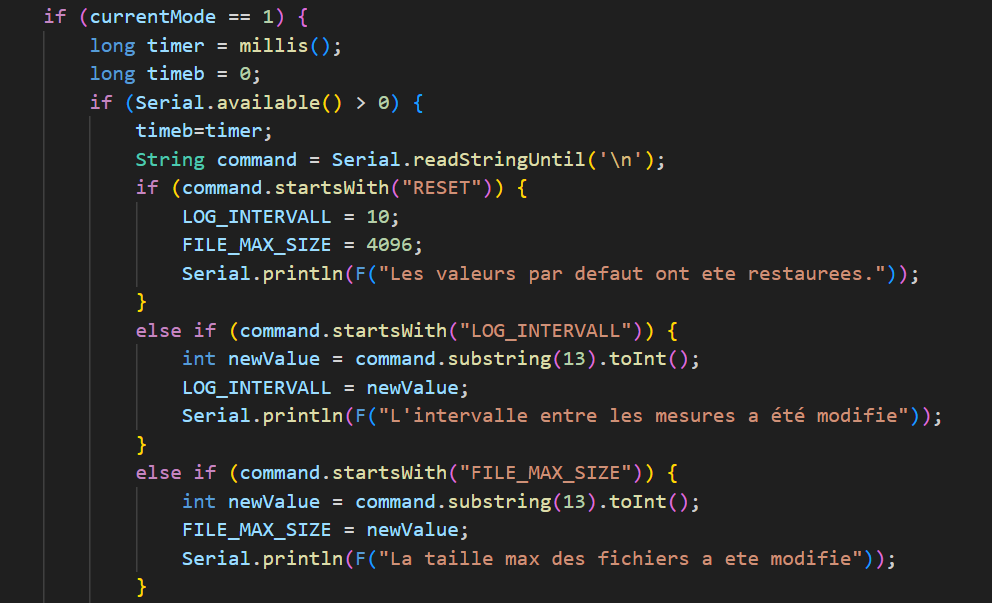 if (currentMode == 1) {
long timer = millis();
long timeb = 0;
if (Serial.available() > 0) {
timeb=timer;
String command = Serial.readStringUntil('\n');
if (command.startsWith("RESET")) {
LOG_INTERVALL = 10;
FILE_MAX_SIZE = 4096;
Serial.println(F("Les valeurs par defaut ont ete restaurees."));
}
else if (command.startsWith("LOG_INTERVALL")) {
int newValue = command.substring(13).toInt();
LOG_INTERVALL = newValue;
Serial.println(F("L'intervalle entre les mesures a été modifie"));
}
else if (command.startsWith("FILE_MAX_SIZE")) {
int newValue = command.substring(13).toInt();
FILE_MAX_SIZE = newValue;
Serial.println(F("La taille max des fichiers a ete modifie"));
}